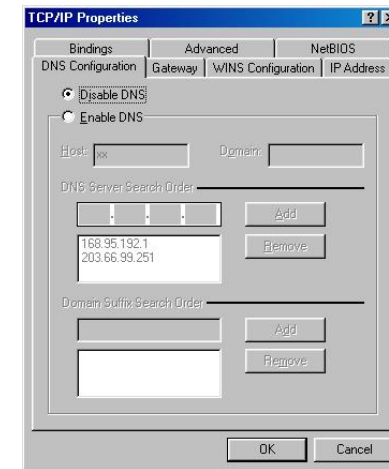 TCP/IP Properties
Bindings Advanced NetBIOS
DNS Configuration Gateway WINS Configuration IP Address
Disable DNS
Enable DNS
Host: xx Domain:
DNS Server Search Order
. . . Add
168.95.192.1 Remove
203.66.99.251
Domain Suffix Search Order
Add
Remove
OK Cancel